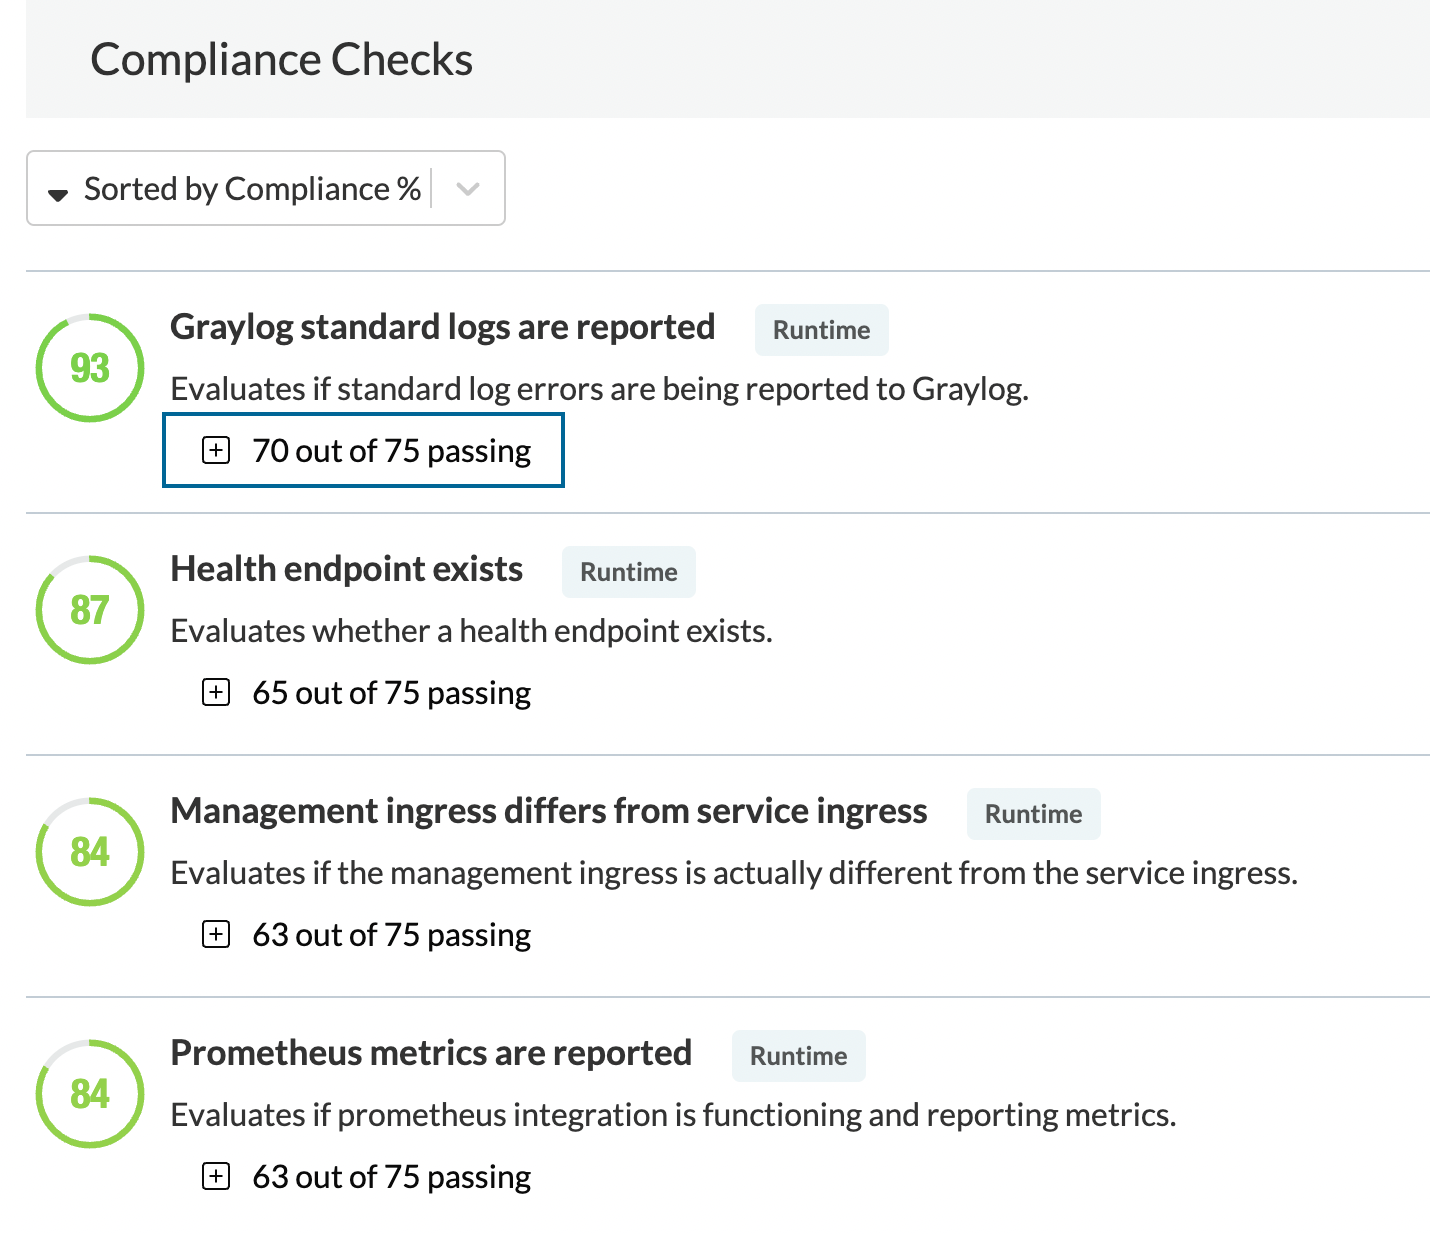 Compliance Checks
Sorted by Compliance %
93
Graylog standard logs are reported Runtime
Evaluates if standard log errors are being reported to Graylog.
70 out of 75 passing
87
Health endpoint exists Runtime
Evaluates whether a health endpoint exists.
65 out of 75 passing
84
Management ingress differs from service ingress Runtime
Evaluates if the management ingress is actually different from the service ingress.
63 out of 75 passing
84
Prometheus metrics are reported Runtime
Evaluates if prometheus integration is functioning and reporting metrics.
63 out of 75 passing